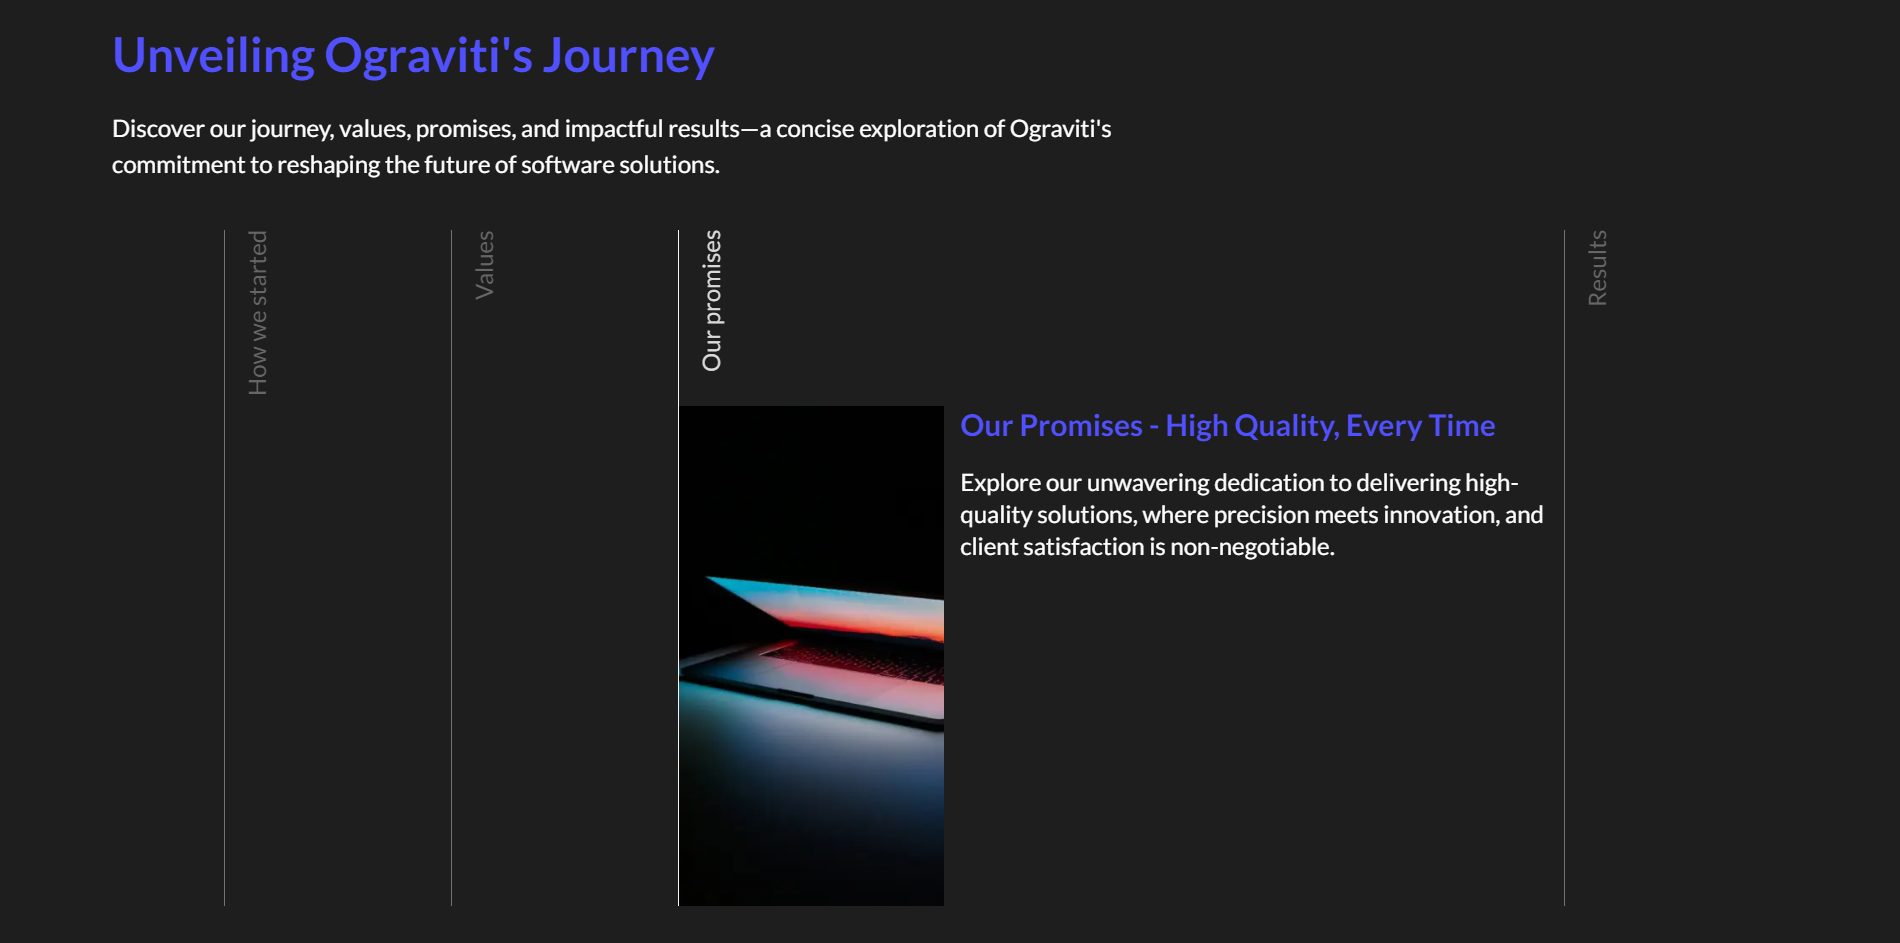 Unveiling Ograviti's Journey
Discover our journey, values, promises, and impactful results—a concise exploration of Ograviti's
commitment to reshaping the future of software solutions.
How we started
Values
Our promises
Results
Our Promises - High Quality, Every Time
Explore our unwavering dedication to delivering high-
quality solutions, where precision meets innovation, and
client satisfaction is non-negotiable.